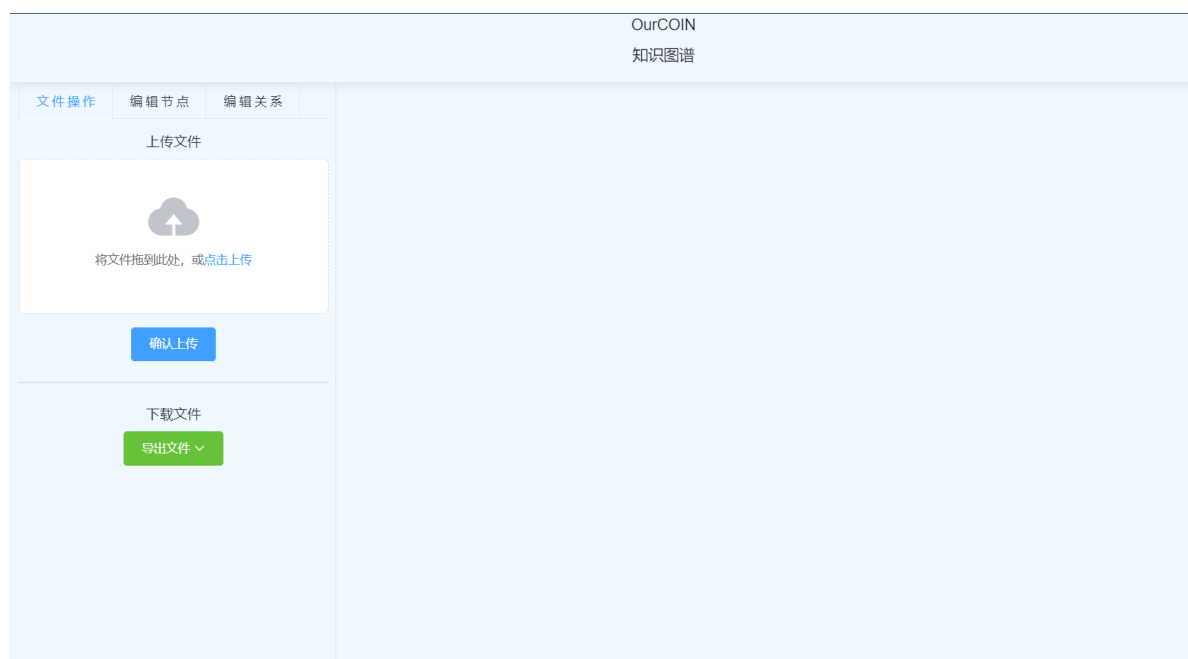 OurCOIN
知识图谱
文件操作 编辑节点 编辑关系
上传文件
将文件拖到此处，或点击上传
确认上传
下载文件
导出文件